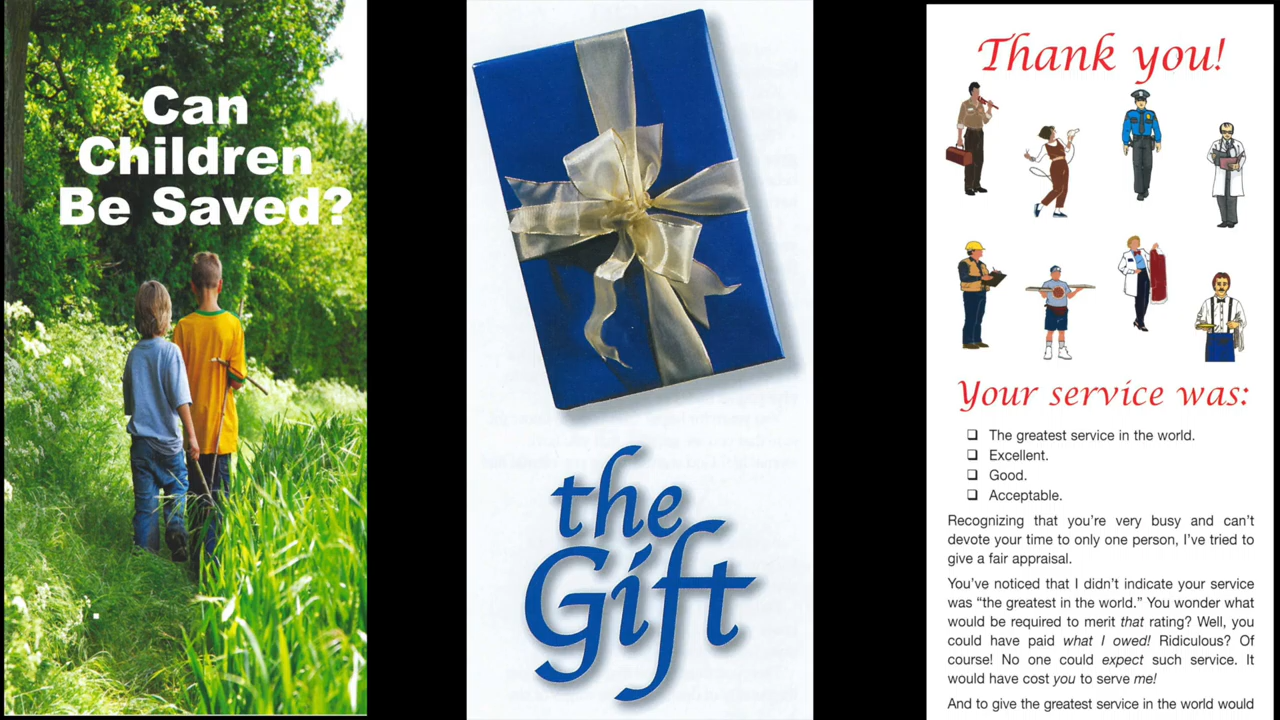 Can
Children
Be Saved?
the
Gift
Thank you!
Your service was:
❑ The greatest service in the world.
❑ Excellent.
❑ Good.
❑ Acceptable.
Recognizing that you're very busy and can't
devote your time to only one person, I've tried to
give a fair appraisal.
You've noticed that I didn't indicate your service
was “the greatest in the world.” You wonder what
would be required to merit that rating? Well, you
could have paid what I owed! Ridiculous? Of
course! No one could expect such service. It
would have cost you to serve me!
And to give the greatest service in the world would